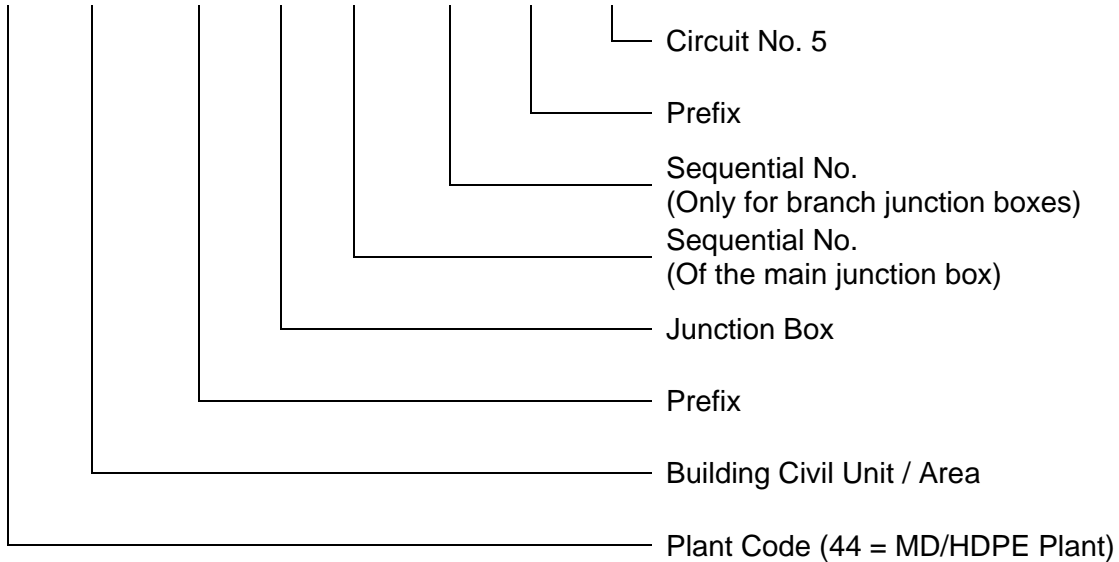 Circuit No. 5
Prefix
Sequential No.
(Only for branch junction boxes)
Sequential No.
(Of the main junction box)
Junction Box
Prefix
Building Civil Unit / Area
Plant Code (44 = MD/HDPE Plant)